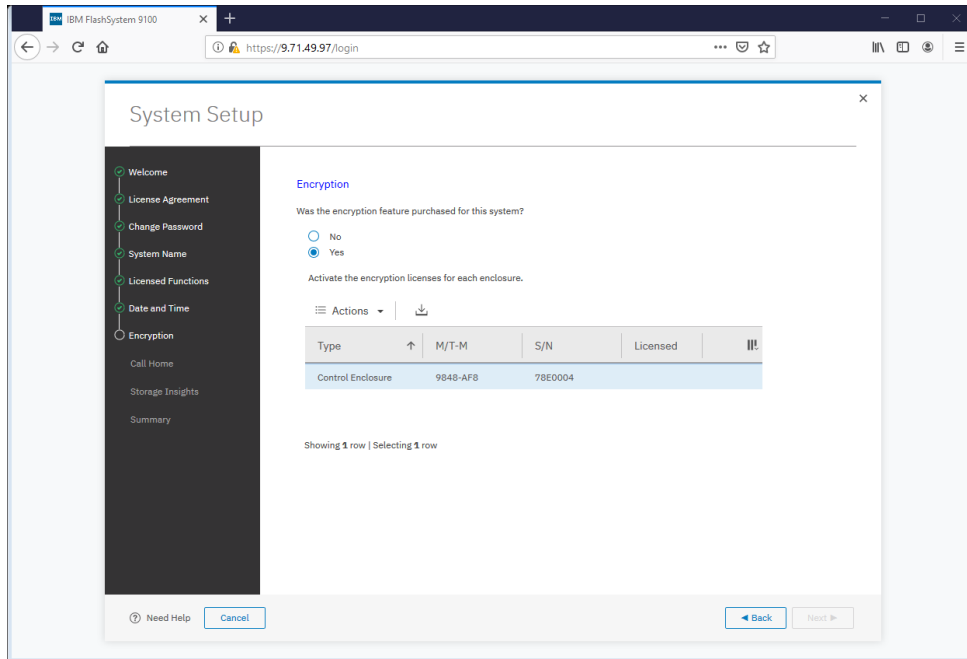 IBM FlashSystem 9100
https://9.71.49.97/login
System Setup
Welcome
License Agreement
Change Password
System Name
Licensed Functions
Date and Time
Encryption
Call Home
Storage Insights
Summary
Encryption
Was the encryption feature purchased for this system?
No
Yes
Activate the encryption licenses for each enclosure.
Actions
Type M/T-M S/N Licensed
Control Enclosure 9848-AF8 78E0004
Showing 1 row | Selecting 1 row
Need Help Cancel Back Next